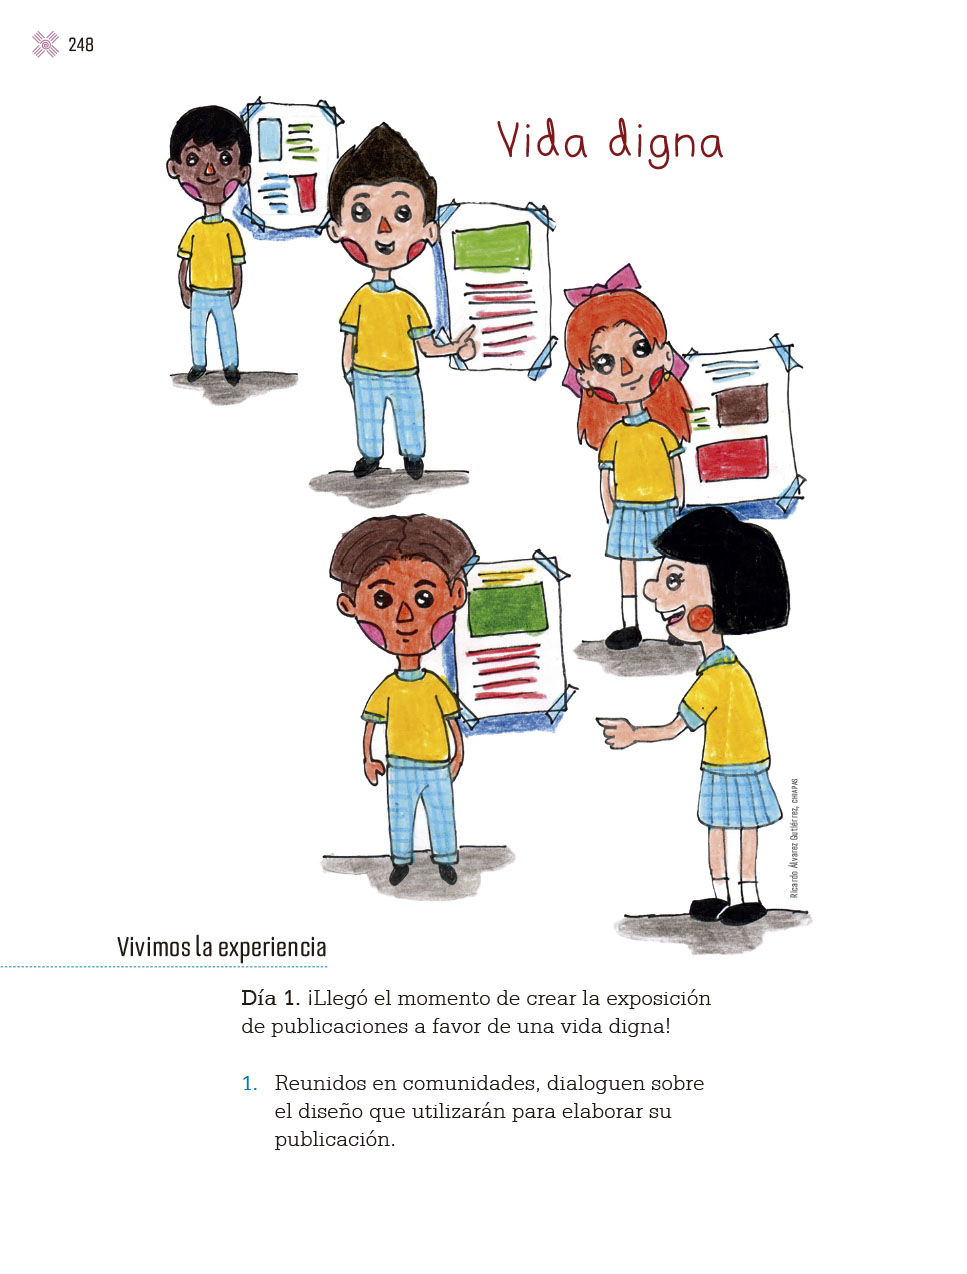 248
Vida digna
Ricardo Álvarez Gutiérrez, CHIAPAS
Vivimos la experiencia
Día 1. ¡Llegó el momento de crear la exposición
de publicaciones a favor de una vida digna!
1. Reunidos en comunidades, dialoguen sobre
el diseño que utilizarán para elaborar su
publicación.